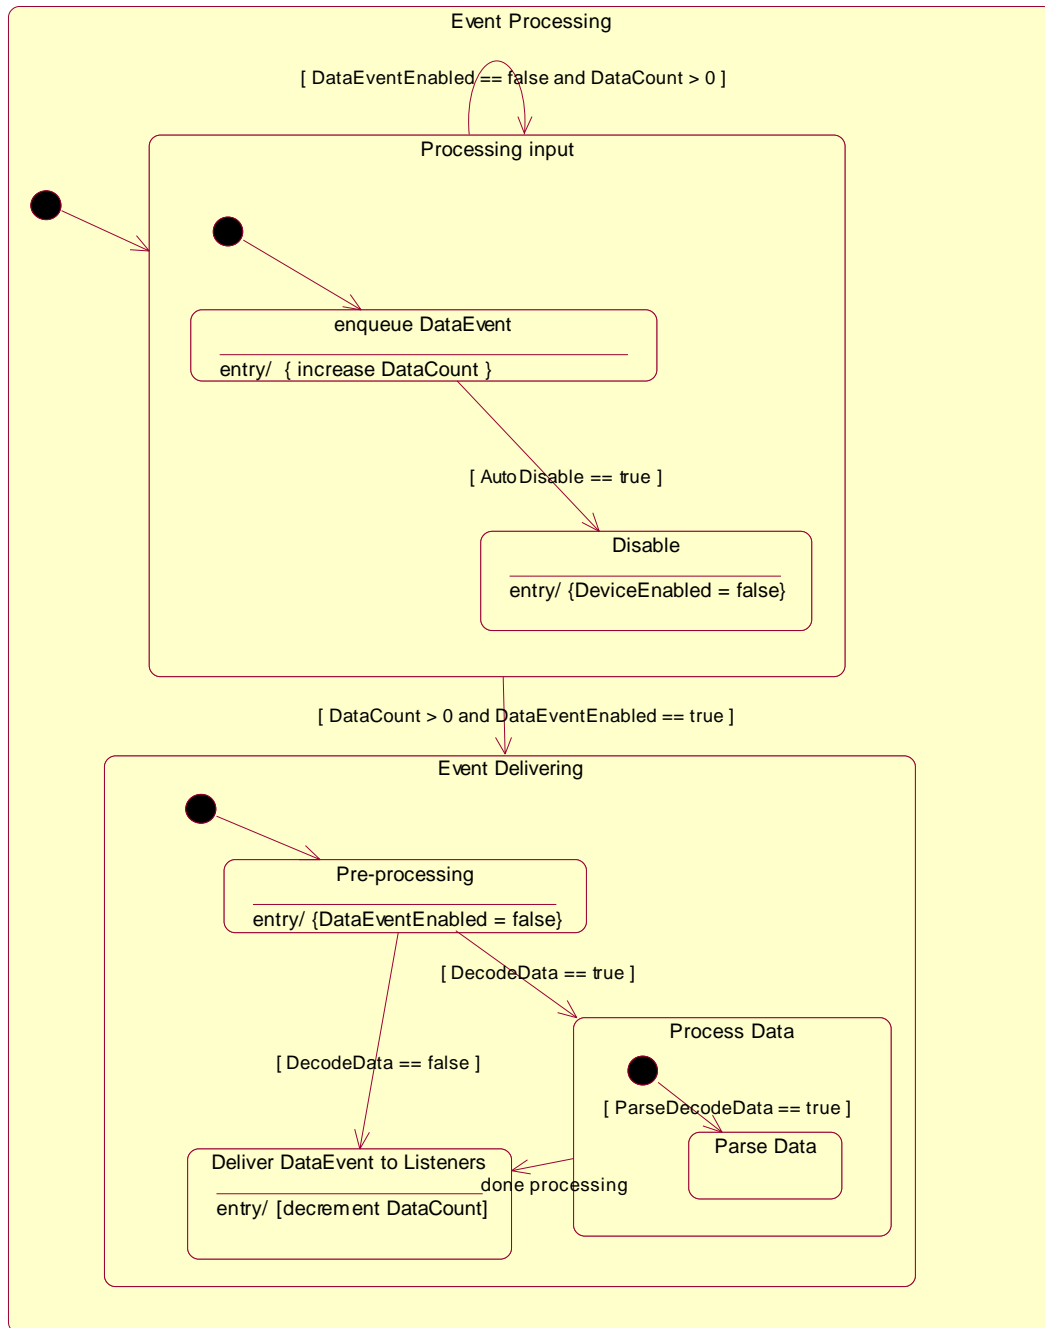 Event Processing
[ DataEventEnabled == false and DataCount > 0 ]
Processing input
enqueue DataEvent
entry/ { increase DataCount }
[ AutoDisable == true ]
Disable
entry/ {DeviceEnabled = false}
[ DataCount > 0 and DataEventEnabled == true ]
Event Delivering
Pre-processing
entry/ {DataEventEnabled = false}
[ DecodeData == true ]
Process Data
[ DecodeData == false ]
[ ParseDecodeData == true ]
Parse Data
Deliver DataEvent to Listeners
done processing
entry/ [decrement DataCount]